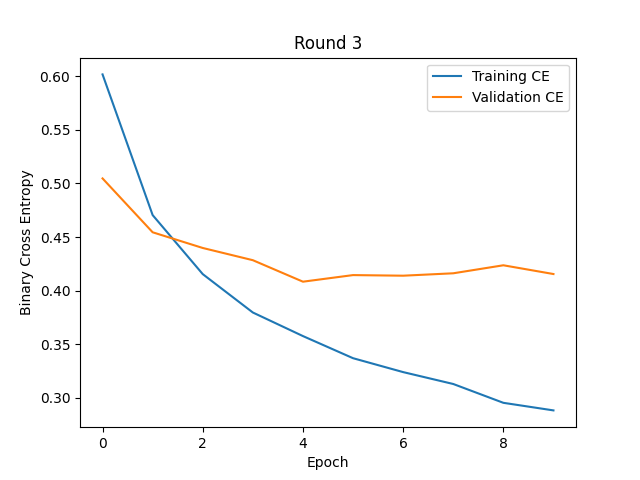 Round 3
Training CE
Validation CE
0.60
0.55
0.50
0.45
0.40
0.35
0.30
Binary Cross Entropy
0 2 4 6 8
Epoch